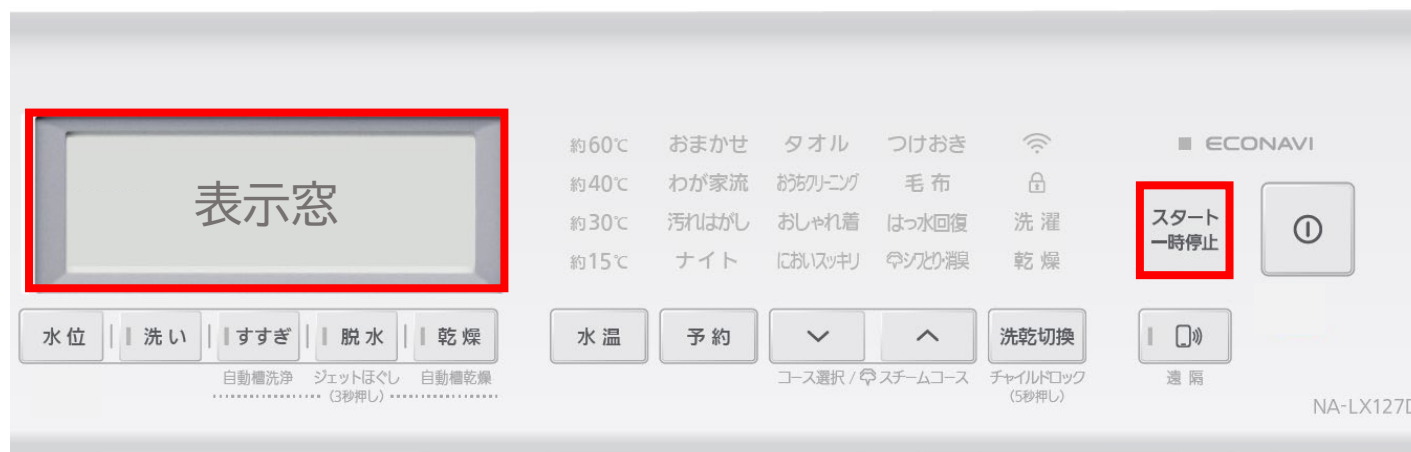 表示窓
約60℃ おまかせ タオル つけおき
約40℃ わが家流 おうちクリーニング 毛布
約30℃ 汚れはがし おしゃれ着 はっ水回復 洗濯
約15℃ ナイト においスッキリ シワとり・消臭 乾燥
ECONAVI
スタート
一時停止
水位 洗い すすぎ 脱水 乾燥 水温 予約 洗乾切換
自動槽洗浄 ジェットほぐし 自動槽乾燥 コース選択 / スチームコース チャイルドロック 遠隔
(3秒押し) (5秒押し)
NA-LX127D